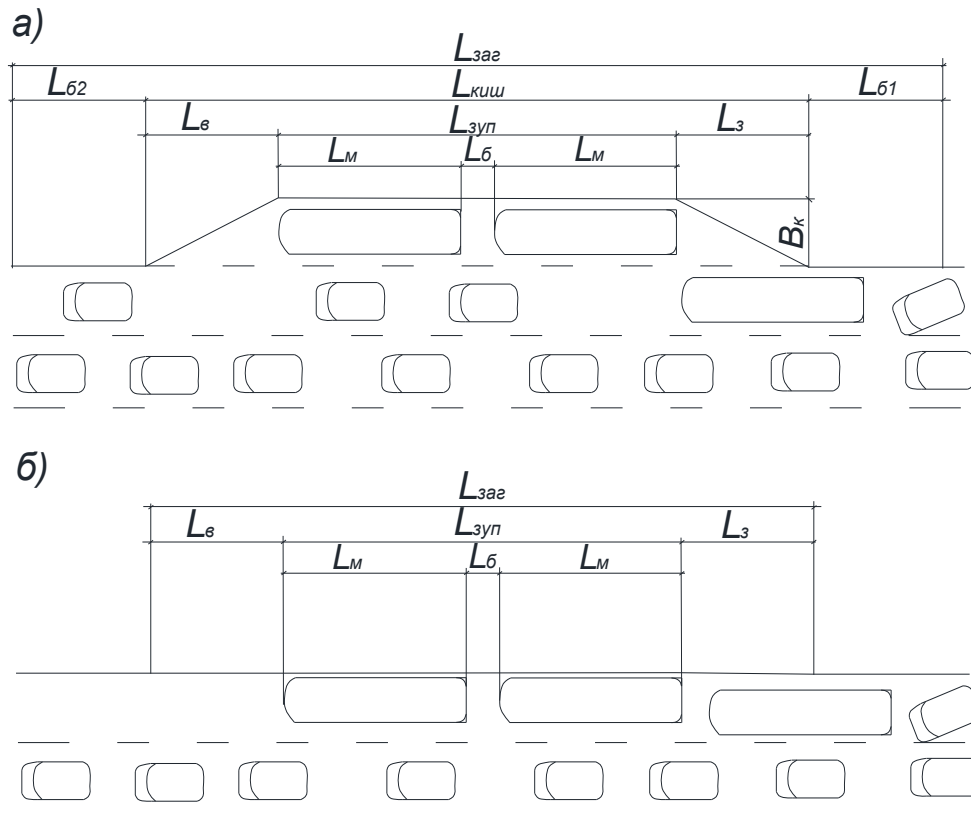 а)
Lзаг
Lб2 Lкиш Lб1
Lв Lзуп Lз
Lм Lб Lм
Bк
б)
Lзаг
Lв Lзуп Lз
Lм Lб Lм